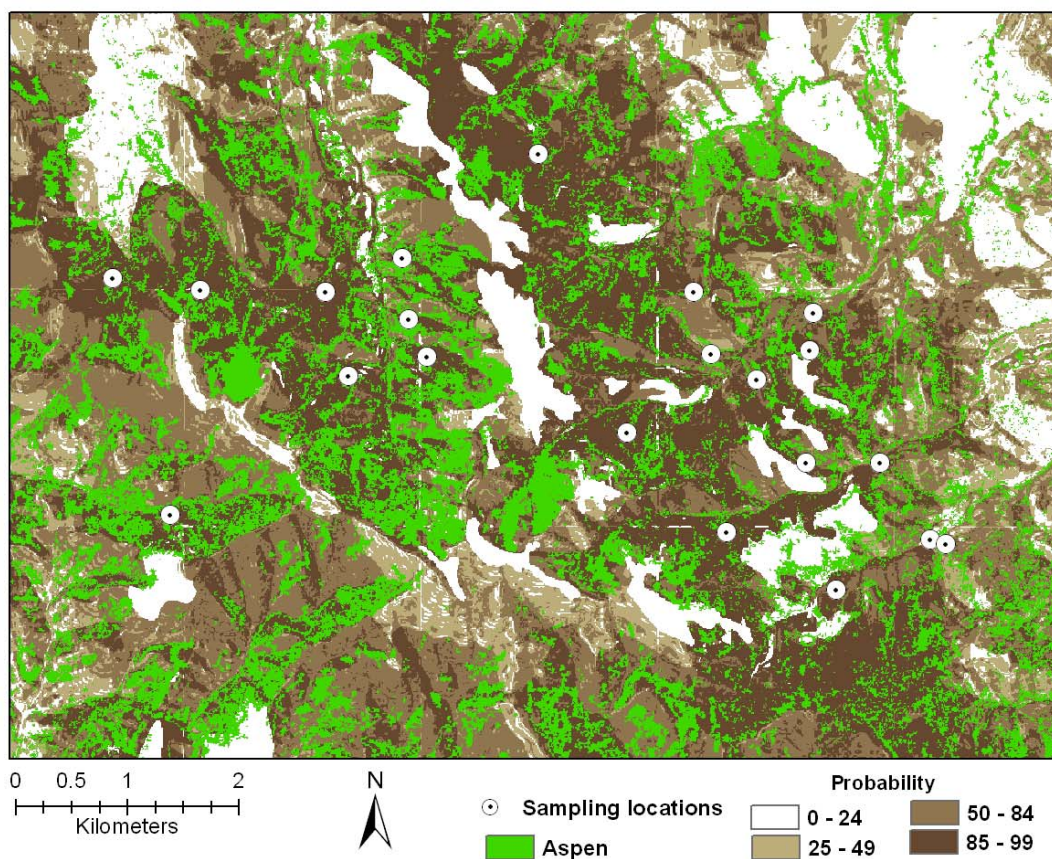 0 0.5 1 2
Kilometers
N
Sampling locations
Aspen
Probability
0 - 24
25 - 49
50 - 84
85 - 99